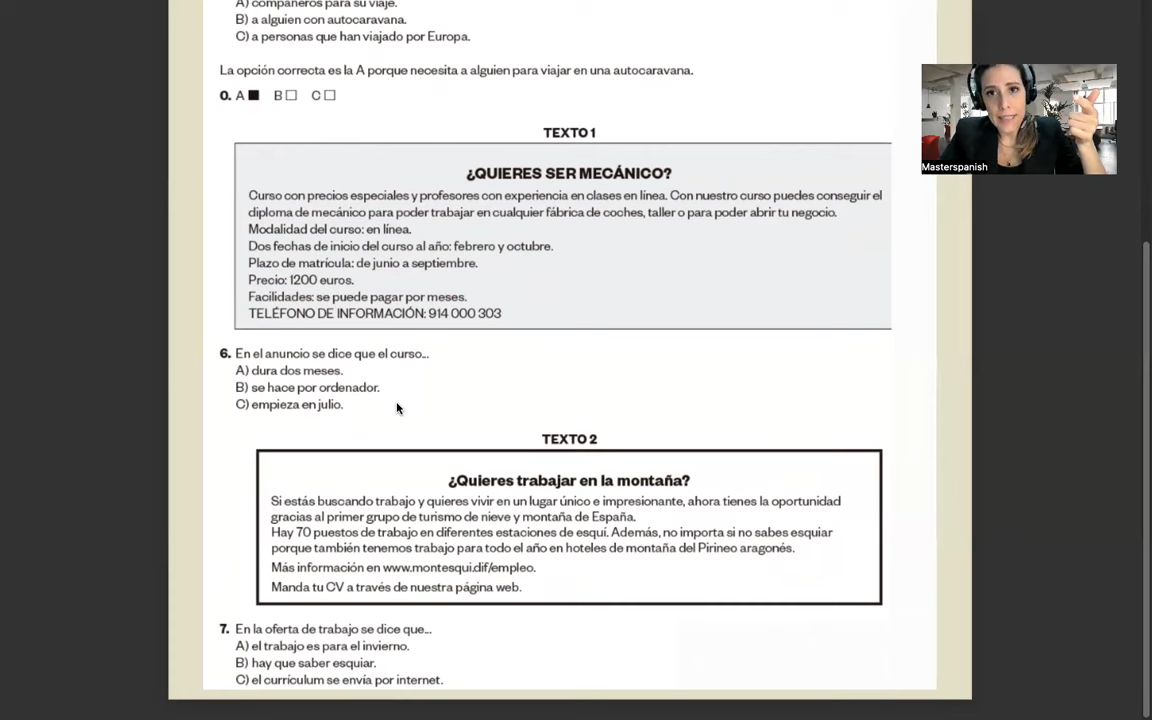 A) compañeros para su viaje.
B) a alguien con autocaravana.
C) a personas que han viajado por Europa.
La opción correcta es la A porque necesita a alguien para viajar en una autocaravana.
0. A ■ B □ C □
TEXTO 1
¿QUIERES SER MECÁNICO?
Curso con precios especiales y profesores con experiencia en clases en línea. Con nuestro curso puedes conseguir el
diploma de mecánico para poder trabajar en cualquier fábrica de coches, taller o para poder abrir tu negocio.
Modalidad del curso: en línea.
Dos fechas de inicio del curso al año: febrero y octubre.
Plazo de matrícula: de junio a septiembre.
Precio: 1200 euros.
Facilidades: se puede pagar por meses.
TELÉFONO DE INFORMACIÓN: 914 000 303
6. En el anuncio se dice que el curso...
A) dura dos meses.
B) se hace por ordenador.
C) empieza en julio.
TEXTO 2
¿Quieres trabajar en la montaña?
Si estás buscando trabajo y quieres vivir en un lugar único e impresionante, ahora tienes la oportunidad
gracias al primer grupo de turismo de nieve y montaña de España.
Hay 70 puestos de trabajo en diferentes estaciones de esquí. Además, no importa si no sabes esquiar
porque también tenemos trabajo para todo el año en hoteles de montaña del Pirineo aragonés.
Más información en www.montesqui.dif/empleo.
Manda tu CV a través de nuestra página web.
7. En la oferta de trabajo se dice que...
A) el trabajo es para el invierno.
B) hay que saber esquiar.
C) el currículum se envía por internet.
Masterspanish